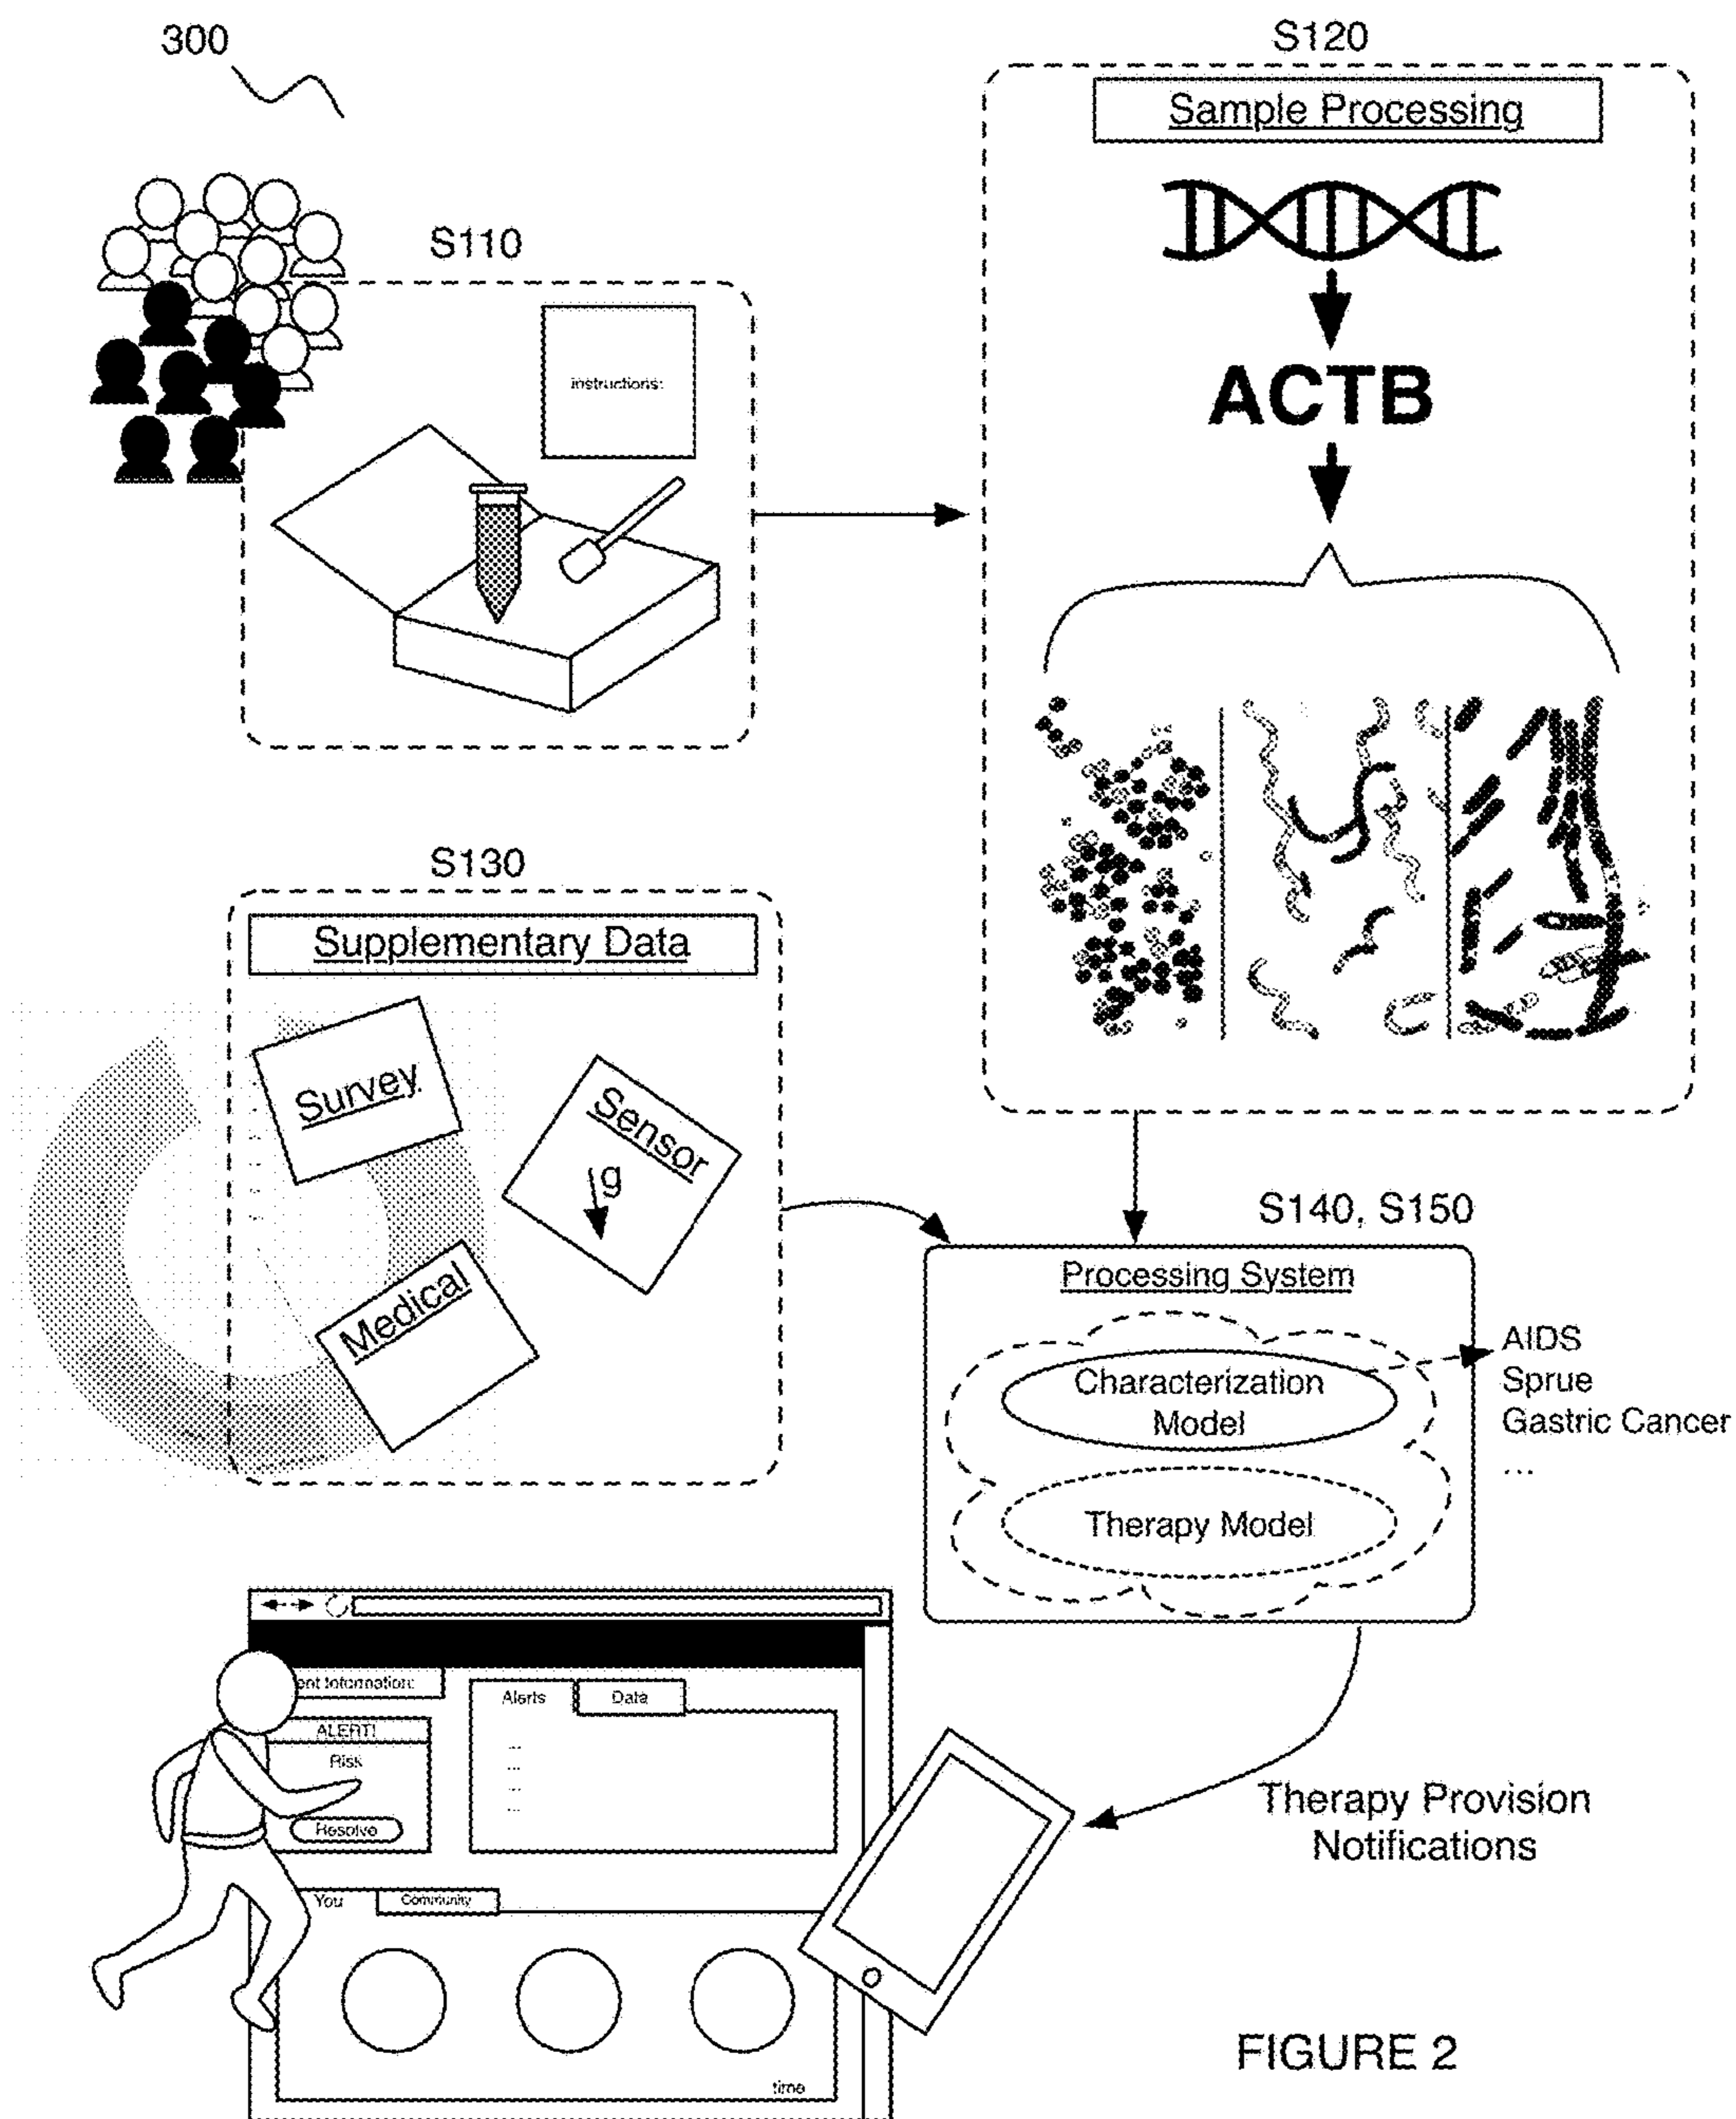 300
S120
Sample Processing
S110
instructions:
ACTB
S130
Supplementary Data
Survey
Sensor
g
Medical
S140, S150
Processing System
Characterization
Model
AIDS
Sprue
Gastric Cancer
...
Therapy Model
ent Information:
Alerts
Data
ALERT!
Risk
...
...
...
...
Resolve
Therapy Provision
Notifications
You
Community
time
FIGURE 2